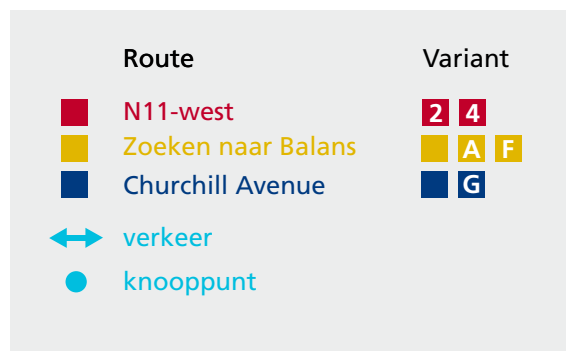 Route Variant
N11-west 2 4
Zoeken naar Balans A F
Churchill Avenue G
verkeer
knooppunt